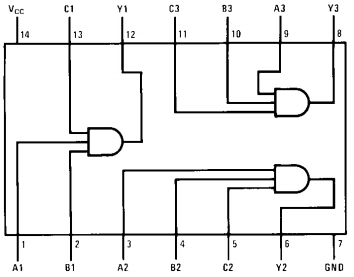 V_CC C1 Y1 C3 B3 A3 Y3
14 13 12 11 10 9 8
1 2 3 4 5 6 7
A1 B1 A2 B2 C2 Y2 GND